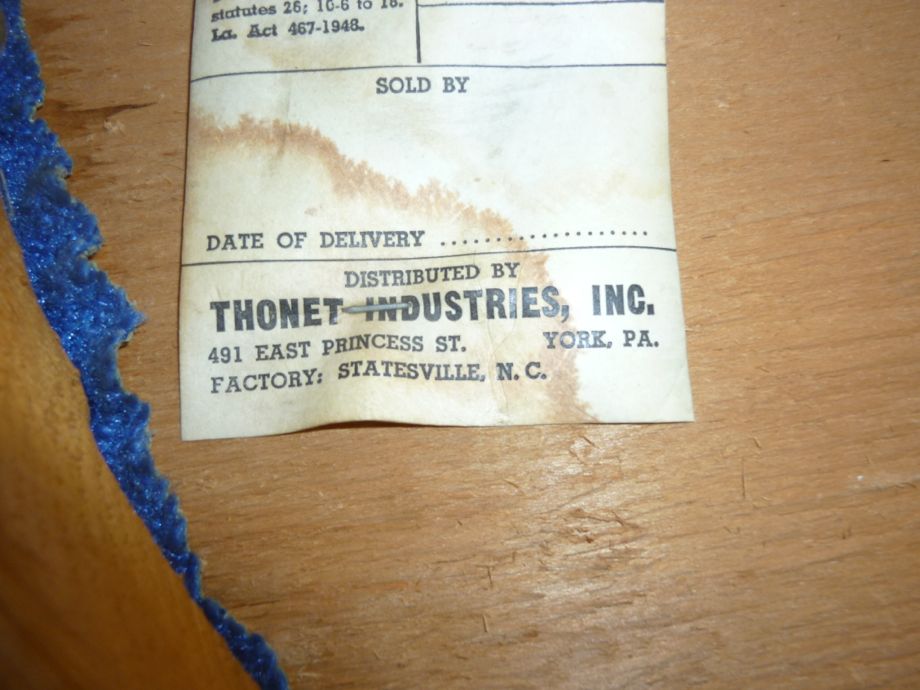 statutes 26; 10-6 to 18.
La. Act 467-1948.
SOLD BY
DATE OF DELIVERY ....................
DISTRIBUTED BY
THONET INDUSTRIES, INC.
491 EAST PRINCESS ST. YORK, PA.
FACTORY: STATESVILLE, N. C.